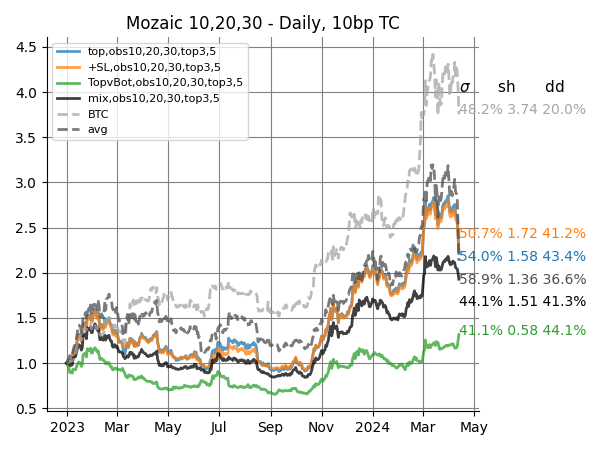 Mozaic 10,20,30 - Daily, 10bp TC
4.5
4.0
3.5
3.0
2.5
2.0
1.5
1.0
0.5
top,obs10,20,30,top3,5
+SL,obs10,20,30,top3,5
TopvBot,obs10,20,30,top3,5
mix,obs10,20,30,top3,5
BTC
avg
σ sh dd
48.2% 3.74 20.0%
50.7% 1.72 41.2%
54.0% 1.58 43.4%
58.9% 1.36 36.6%
44.1% 1.51 41.3%
41.1% 0.58 44.1%
2023 Mar May Jul Sep Nov 2024 Mar May